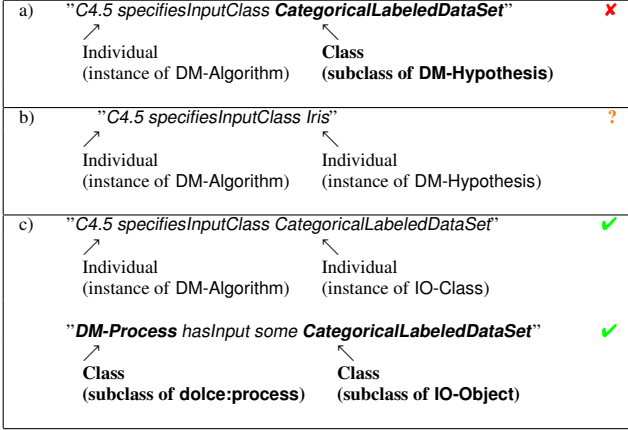 a) "C4.5 specifiesInputClass CategoricalLabeledDataSet" ✘
↗ ↖
Individual Class
(instance of DM-Algorithm) (subclass of DM-Hypothesis)
b) "C4.5 specifiesInputClass Iris" ?
↗ ↖
Individual Individual
(instance of DM-Algorithm) (instance of DM-Hypothesis)
c) "C4.5 specifiesInputClass CategoricalLabeledDataSet" ✔
↗ ↖
Individual Individual
(instance of DM-Algorithm) (instance of IO-Class)
"DM-Process hasInput some CategoricalLabeledDataSet" ✔
↗ ↖
Class Class
(subclass of dolce:process) (subclass of IO-Object)